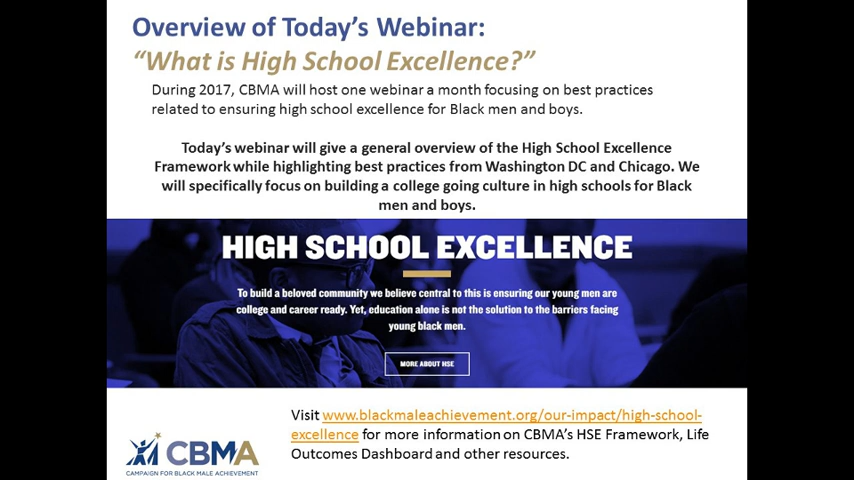 Overview of Today's Webinar:
"What is High School Excellence?"
During 2017, CBMA will host one webinar a month focusing on best practices
related to ensuring high school excellence for Black men and boys.
Today's webinar will give a general overview of the High School Excellence
Framework while highlighting best practices from Washington DC and Chicago. We
will specifically focus on building a college going culture in high schools for Black
men and boys.
HIGH SCHOOL EXCELLENCE
To build a beloved community we believe central to this is ensuring our young men are
college and career ready. Yet, education alone is not the solution to the barriers facing
young black men.
MORE ABOUT HSE
Visit www.blackmaleachievement.org/our-impact/high-school-
excellence for more information on CBMA's HSE Framework, Life
Outcomes Dashboard and other resources.
CBMA
CAMPAIGN FOR BLACK MALE ACHIEVEMENT